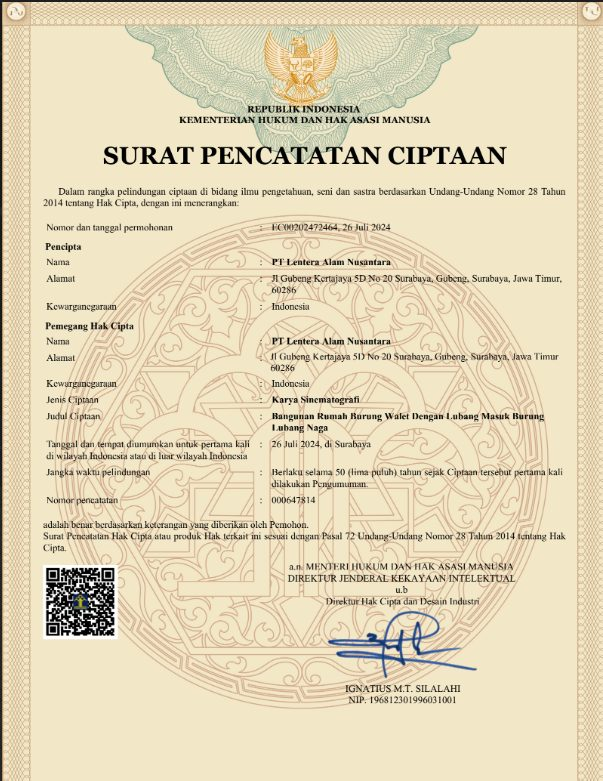 REPUBLIK INDONESIA
KEMENTERIAN HUKUM DAN HAK ASASI MANUSIA
SURAT PENCATATAN CIPTAAN
Dalam rangka pelindungan ciptaan di bidang ilmu pengetahuan, seni dan sastra berdasarkan Undang-Undang Nomor 28 Tahun
2014 tentang Hak Cipta, dengan ini menerangkan:
Nomor dan tanggal permohonan : EC00202472464, 26 Juli 2024
Pencipta
Nama : PT Lentera Alam Nusantara
Alamat : Jl Gubeng Kertajaya 5D No 20 Surabaya, Gubeng, Surabaya, Jawa Timur,
60286
Kewarganegaraan : Indonesia
Pemegang Hak Cipta
Nama : PT Lentera Alam Nusantara
Alamat : Jl Gubeng Kertajaya 5D No 20 Surabaya, Gubeng, Surabaya, Jawa Timur
60286
Kewarganegaraan : Indonesia
Jenis Ciptaan : Karya Sinematografi
Judul Ciptaan : Bangunan Rumah Burung Walet Dengan Lubang Masuk Burung
Lubang Naga
Tanggal dan tempat diumumkan untuk pertama kali : 26 Juli 2024, di Surabaya
di wilayah Indonesia atau di luar wilayah Indonesia
Jangka waktu pelindungan : Berlaku selama 50 (lima puluh) tahun sejak Ciptaan tersebut pertama kali
dilakukan Pengumuman.
Nomor pencatatan : 000647814
adalah benar berdasarkan keterangan yang diberikan oleh Pemohon.
Surat Pencatatan Hak Cipta atau produk Hak terkait ini sesuai dengan Pasal 72 Undang-Undang Nomor 28 Tahun 2014 tentang Hak
Cipta.
a.n. MENTERI HUKUM DAN HAK ASASI MANUSIA
DIREKTUR JENDERAL KEKAYAAN INTELEKTUAL
u.b
Direktur Hak Cipta dan Desain Industri
IGNATIUS M.T. SILALAHI
NIP. 196812301996031001